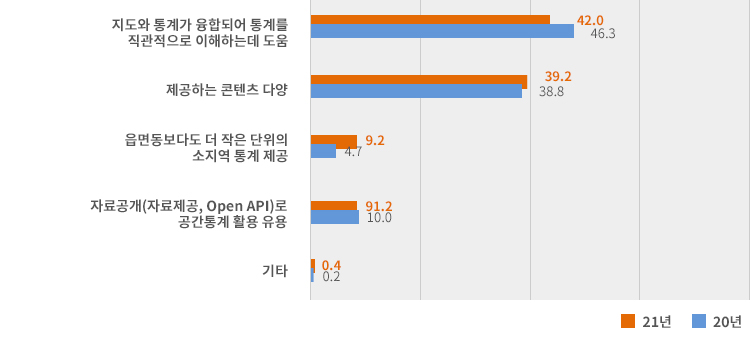 지도와 통계가 융합되어 통계를
직관적으로 이해하는데 도움
42.0
46.3
제공하는 콘텐츠 다양
39.2
38.8
읍면동보다도 더 작은 단위의
소지역 통계 제공
9.2
4.7
자료공개(자료제공, Open API)로
공간통계 활용 유용
91.2
10.0
기타
0.4
0.2
21년 20년